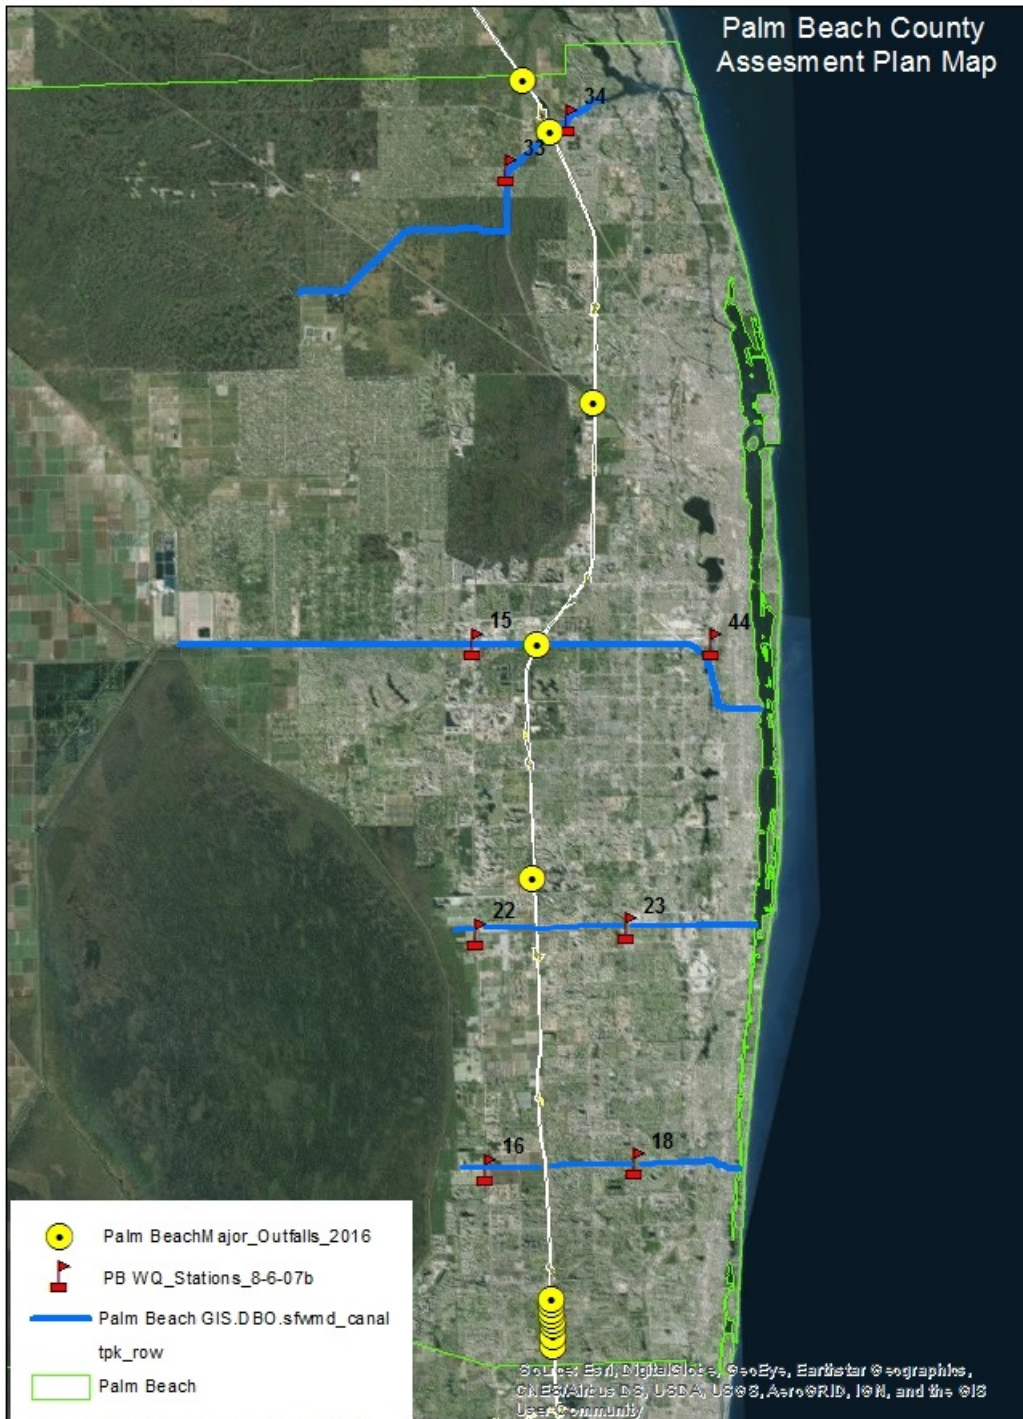 Palm Beach County
Assesment Plan Map
34
33
15
44
22
23
16
18
Palm BeachMajor_Outfalls_2016
PB WQ_Stations_8-6-07b
Palm Beach GIS.DBO.sfwmd_canal
tpk_row
Palm Beach
Source: Esri, DigitalGlobe, GeoEye, Earthstar Geographics,
CNES/Airbus DS, USDA, USGS, AeroGRID, IGN, and the GIS
User Community